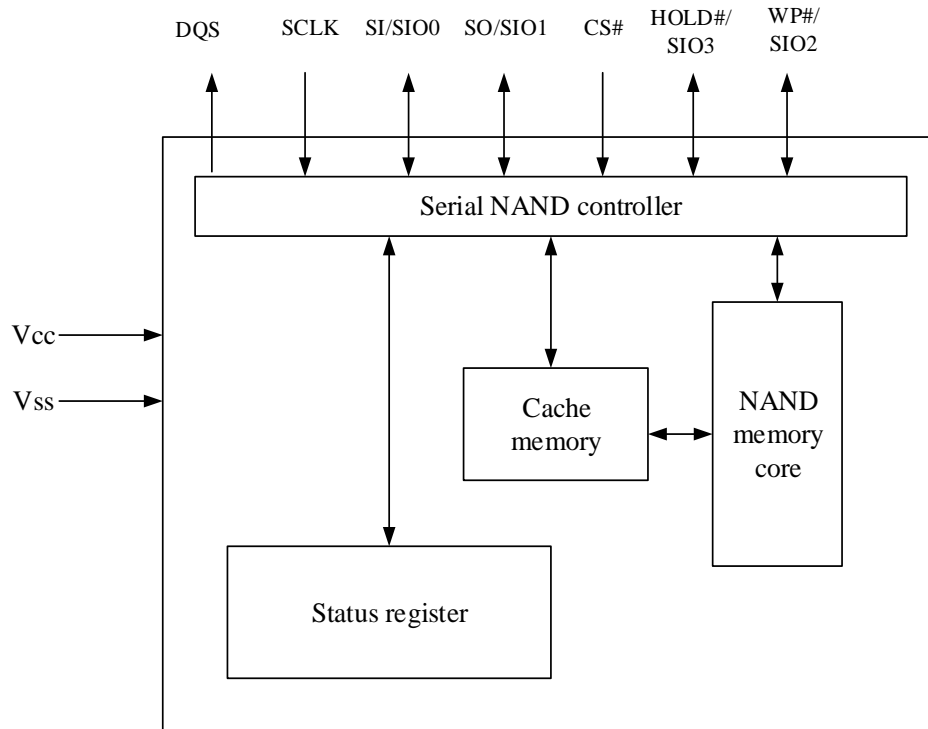 DQS
SCLK
SI/SIO0
SO/SIO1
CS#
HOLD#/
SIO3
WP#/
SIO2
Serial NAND controller
Vcc
Vss
Cache
memory
NAND
memory
core
Status register